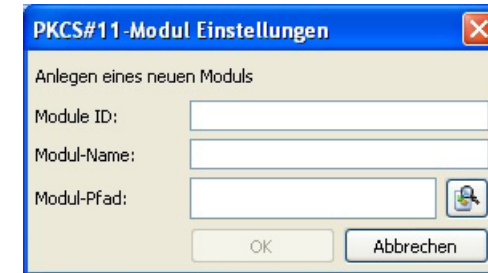 PKCS#11-Modul Einstellungen
Anlegen eines neuen Moduls
Module ID:
Modul-Name:
Modul-Pfad:
OK Abbrechen